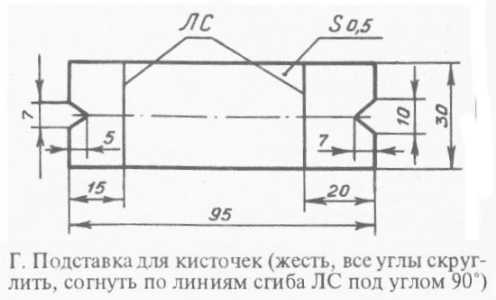 ЛС S 0,5
7 5 7 10 30
15 20
95
Г. Подставка для кисточек (жесть, все углы скруг-
лить, согнуть по линиям сгиба ЛС под углом 90°)